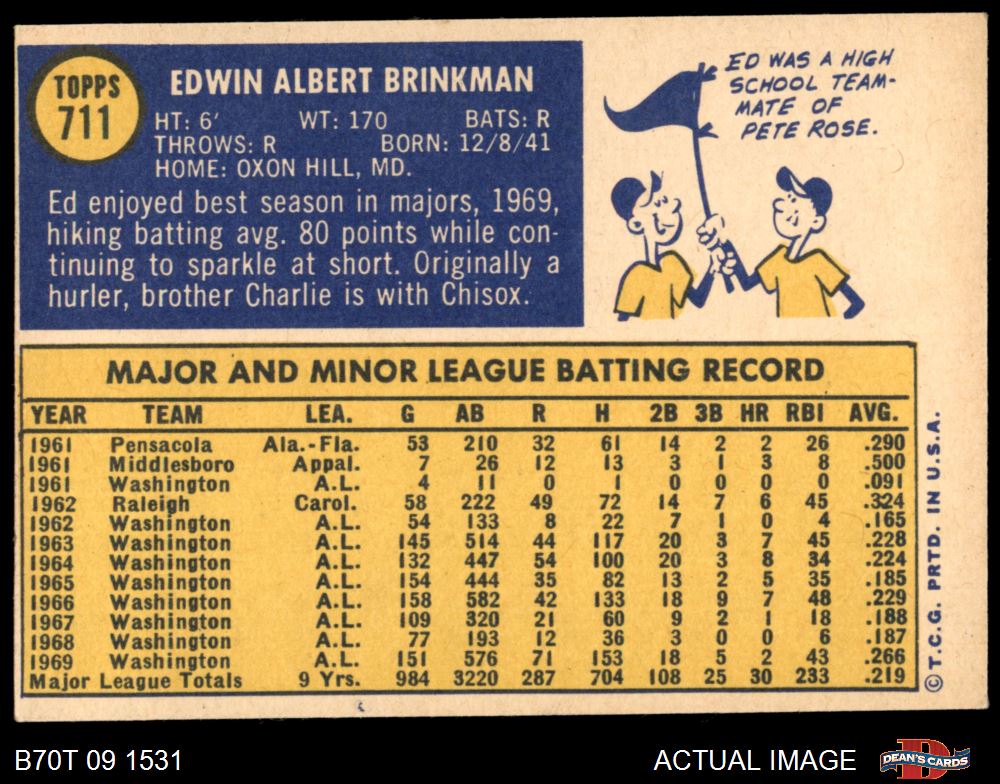 TOPPS
711
EDWIN ALBERT BRINKMAN
HT: 6' WT: 170 BATS: R
THROWS: R BORN: 12/8/41
HOME: OXON HILL, MD.
Ed enjoyed best season in majors, 1969,
hiking batting avg. 80 points while con-
tinuing to sparkle at short. Originally a
hurler, brother Charlie is with Chisox.
ED WAS A HIGH
SCHOOL TEAM-
MATE OF
PETE ROSE.
MAJOR AND MINOR LEAGUE BATTING RECORD
YEAR TEAM LEA. G AB R H 2B 3B HR RBI AVG.
1961 Pensacola Ala.-Fla. 53 210 32 61 14 2 2 26 .290
1961 Middlesboro Appal. 7 26 12 13 3 1 3 8 .500
1961 Washington A.L. 4 11 0 1 0 0 0 0 .091
1962 Raleigh Carol. 58 222 49 72 14 7 6 45 .324
1962 Washington A.L. 54 133 8 22 7 1 0 4 .165
1963 Washington A.L. 145 514 44 117 20 3 7 45 .228
1964 Washington A.L. 132 447 54 100 20 3 8 34 .224
1965 Washington A.L. 154 444 35 82 13 2 5 35 .185
1966 Washington A.L. 158 582 42 133 18 9 7 48 .229
1967 Washington A.L. 109 320 21 60 9 2 1 18 .188
1968 Washington A.L. 77 193 12 36 3 0 0 6 .187
1969 Washington A.L. 151 576 71 153 18 5 2 43 .266
Major League Totals 9 Yrs. 984 3220 287 704 108 25 30 233 .219
© T.C.G. PRTD. IN U.S.A.
B70T 09 1531
ACTUAL IMAGE
D
DEAN'S CARDS